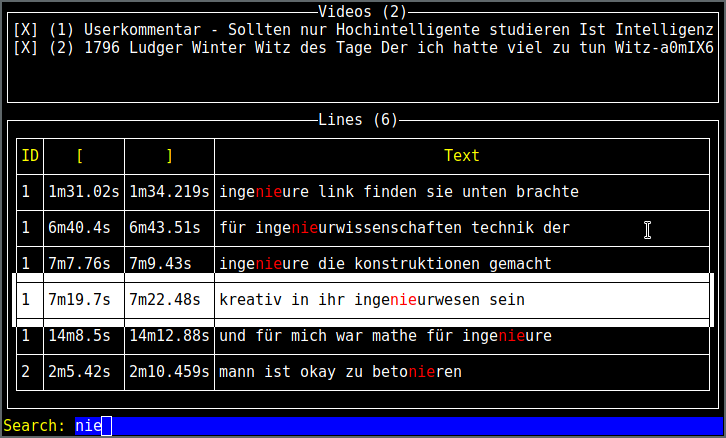 Videos (2)
[X] (1) Userkommentar - Sollten nur Hochintelligente studieren Ist Intelligenz
[X] (2) 1796 Ludger Winter Witz des Tage Der ich hatte viel zu tun Witz-a0mIX6
Lines (6)
ID [ ] Text
1 1m31.02s 1m34.219s ingenieure link finden sie unten brachte
1 6m40.4s 6m43.51s für ingenieurwissenschaften technik der
1 7m7.76s 7m9.43s ingenieure die konstruktionen gemacht
1 7m19.7s 7m22.48s kreativ in ihr ingenieurwesen sein
1 14m8.5s 14m12.88s und für mich war mathe für ingenieure
2 2m5.42s 2m10.459s mann ist okay zu betonieren
Search: nie